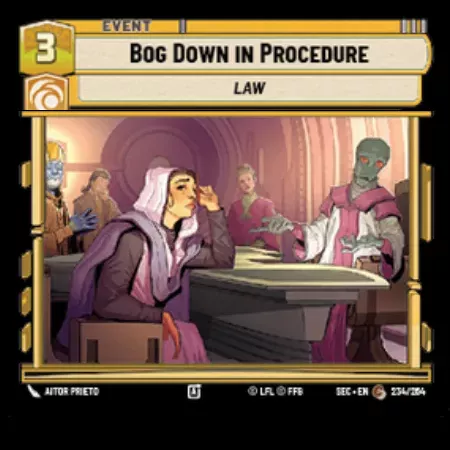 EVENT
3
BOG DOWN IN PROCEDURE
LAW
AITOR PRIETO
© LFL © FFG
SEC • EN
234/264